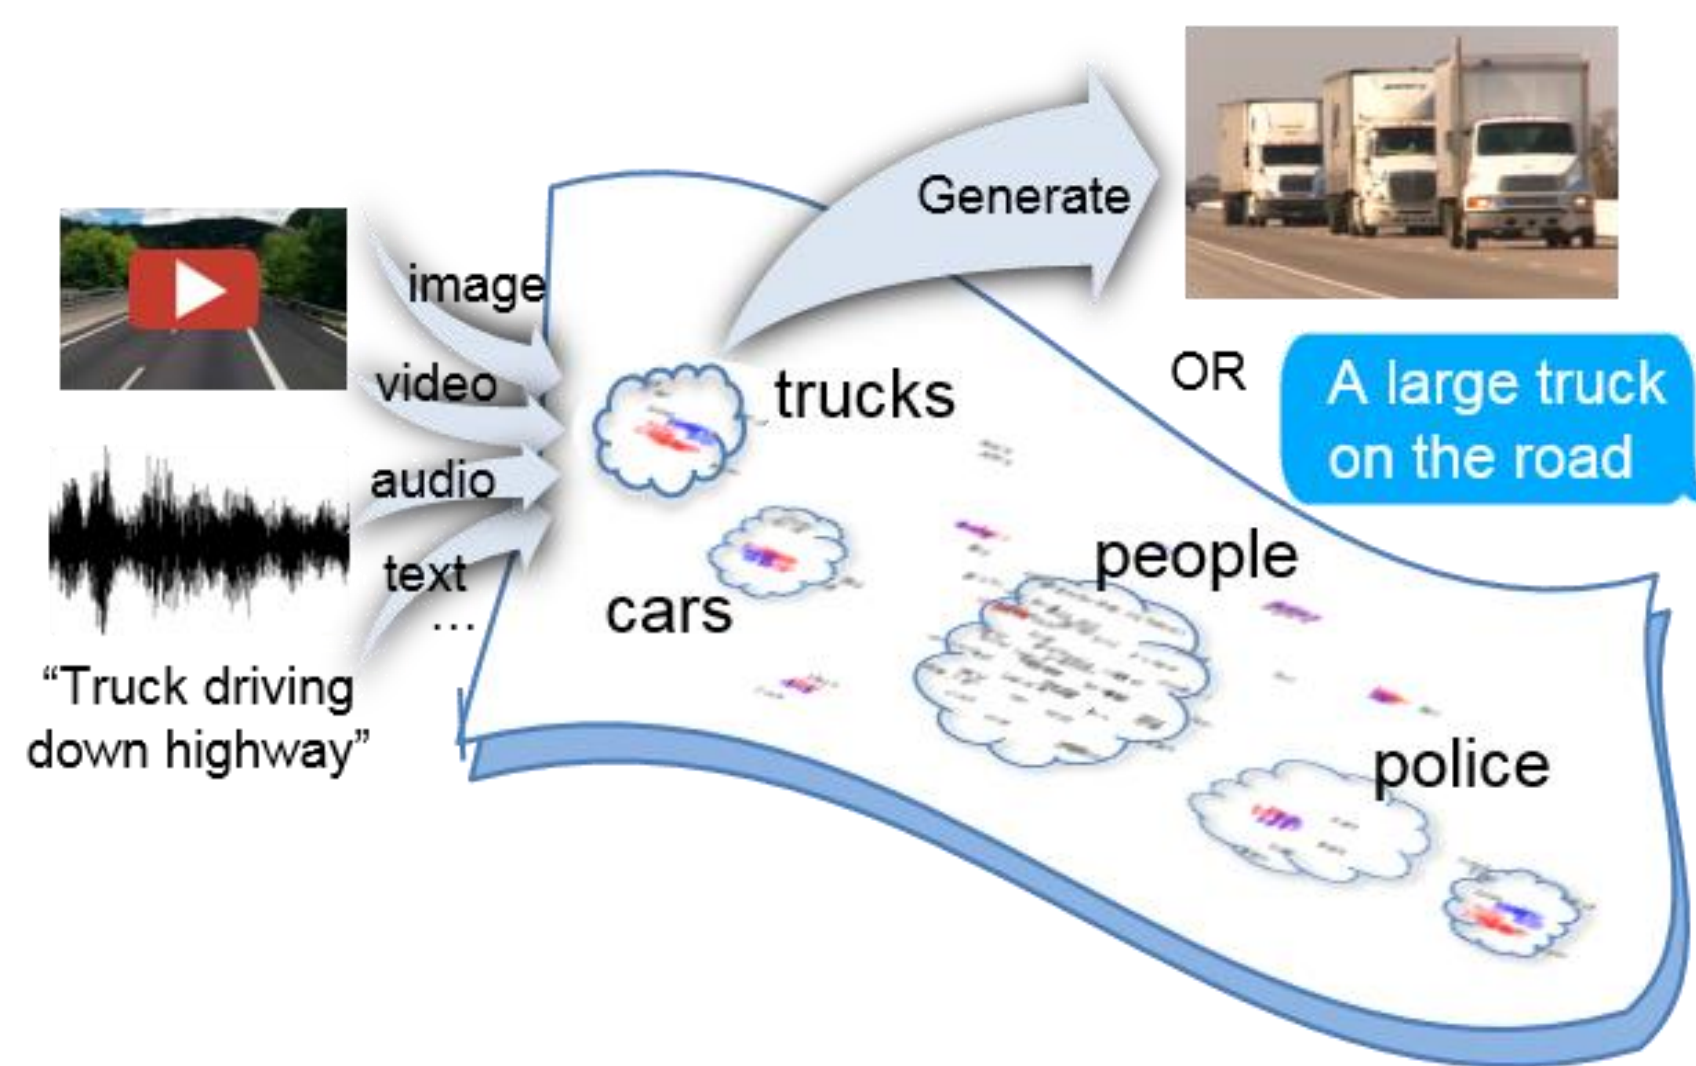 Generate
image
video
audio
text
...
“Truck driving
down highway”
trucks
cars
people
police
OR
A large truck
on the road